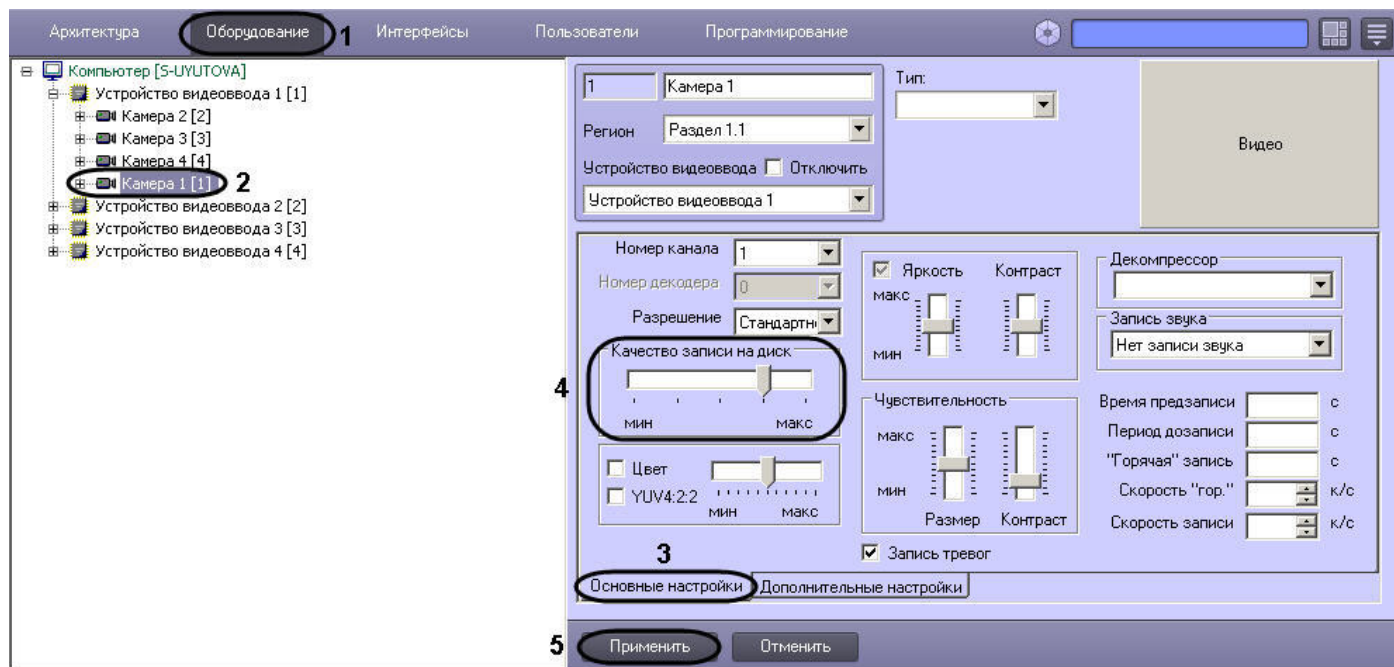 Архитектура Оборудование 1 Интерфейсы Пользователи Программирование
Компьютер [S-UYUTOVA]
Устройство видеоввода 1 [1]
Камера 2 [2]
Камера 3 [3]
Камера 4 [4]
Камера 1 [1] 2
Устройство видеоввода 2 [2]
Устройство видеоввода 3 [3]
Устройство видеоввода 4 [4]
1 Камера 1
Тип:
Регион Раздел 1.1
Устройство видеоввода Отключить
Устройство видеоввода 1
Видео
Номер канала 1
Номер декодера 0
Разрешение Стандартн
Качество записи на диск
4
мин макс
Цвет
YUV4:2:2
мин макс
Яркость Контраст
макс
мин
Чувствительность
макс
мин
Размер Контраст
Запись тревог
Декомпрессор
Запись звука
Нет записи звука
Время предзаписи с
Период дозаписи с
"Горячая" запись с
Скорость "гор." к/с
Скорость записи к/с
3
Основные настройки Дополнительные настройки
5 Применить Отменить